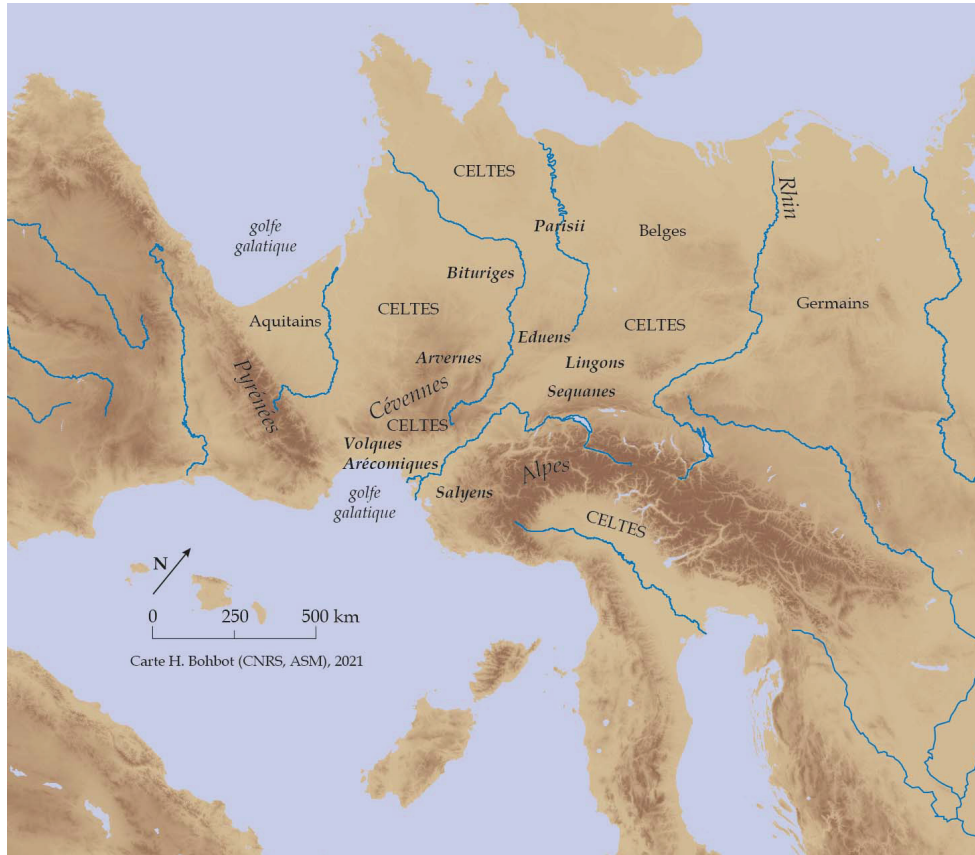 CELTES
Rhin
golfe
galatique
Parisii
Belges
Bituriges
CELTES
Germains
Aquitains
CELTES
Eduens
Arvernes
Lingons
Pyrénées
Cévennes
Sequanes
CELTES
Volques
Arécomiques
Alpes
Salyens
golfe
galatique
CELTES
N
0 250 500 km
Carte H. Bohbot (CNRS, ASM), 2021